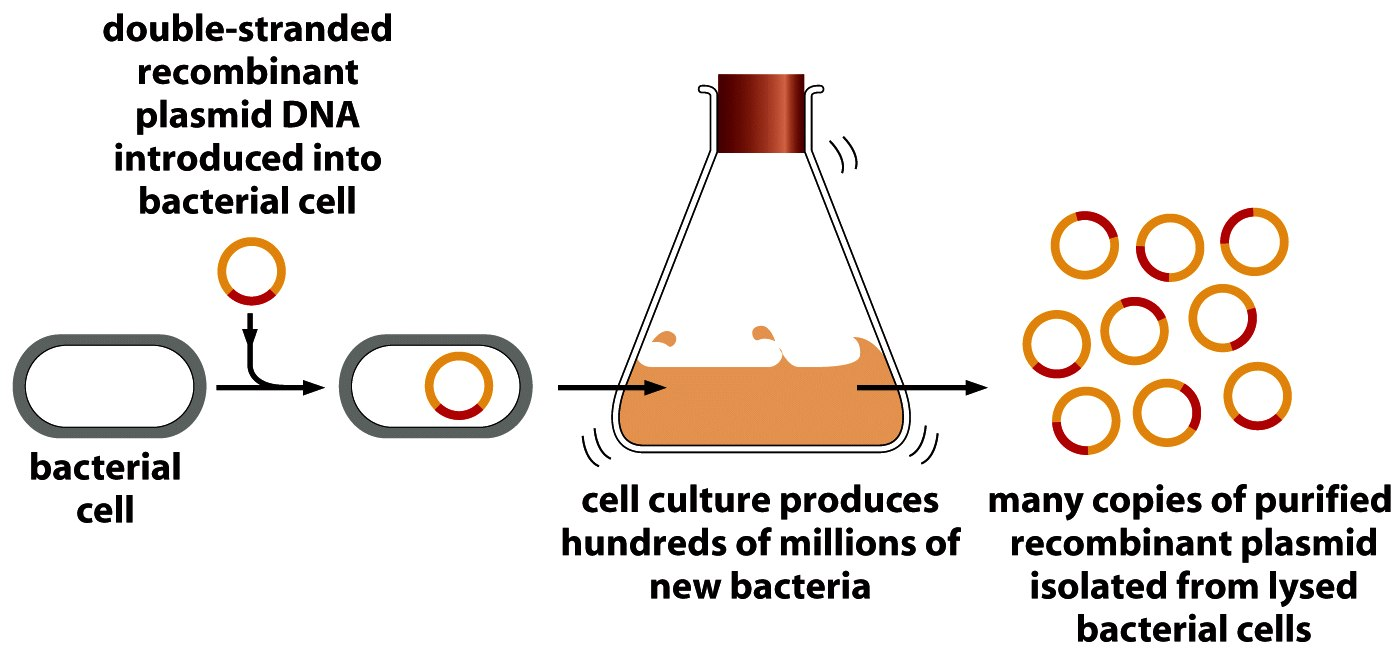 double-stranded
recombinant
plasmid DNA
introduced into
bacterial cell
bacterial
cell
cell culture produces
hundreds of millions of
new bacteria
many copies of purified
recombinant plasmid
isolated from lysed
bacterial cells